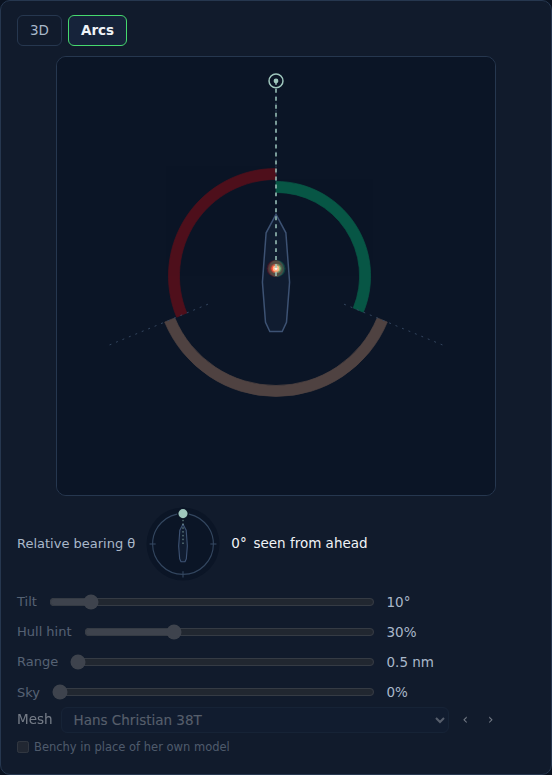 3D Arcs
Relative bearing θ 0° seen from ahead
Tilt 10°
Hull hint 30%
Range 0.5 nm
Sky 0%
Mesh Hans Christian 38T ‹ ›
Benchy in place of her own model